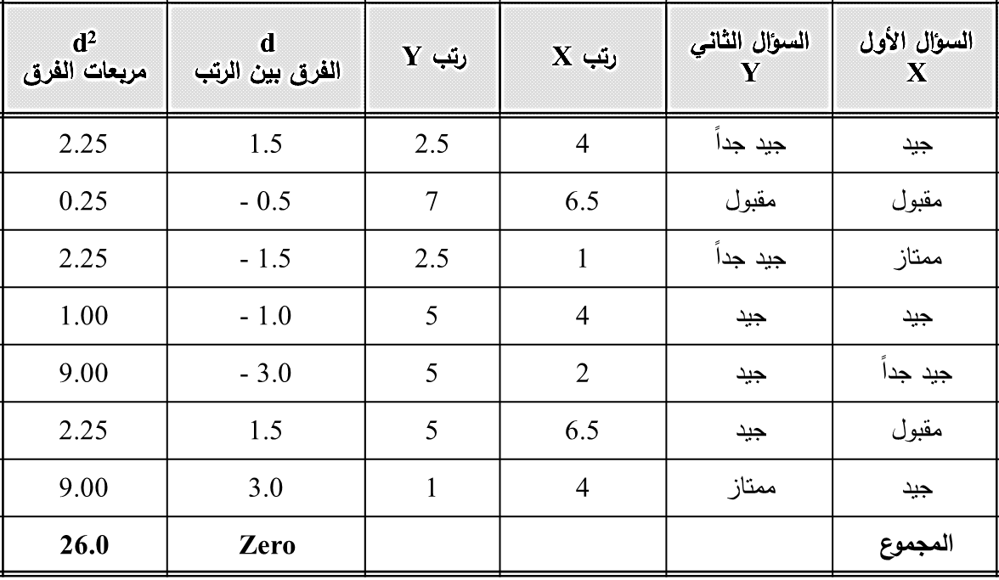 السؤال الأول X | السؤال الثاني Y | رتب X | رتب Y | d الفرق بين الرتب | d² مربعات الفرق
جيد | جيد جداً | 4 | 2.5 | 1.5 | 2.25
مقبول | مقبول | 6.5 | 7 | - 0.5 | 0.25
ممتاز | جيد جداً | 1 | 2.5 | - 1.5 | 2.25
جيد | جيد | 4 | 5 | - 1.0 | 1.00
جيد جداً | جيد | 2 | 5 | - 3.0 | 9.00
مقبول | جيد | 6.5 | 5 | 1.5 | 2.25
جيد | ممتاز | 4 | 1 | 3.0 | 9.00
المجموع | | | | Zero | 26.0